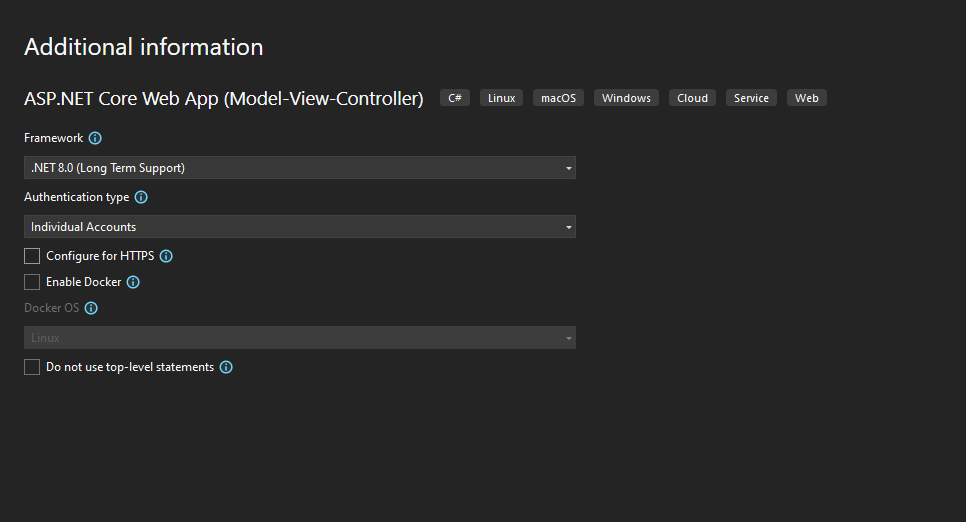 Additional information
ASP.NET Core Web App (Model-View-Controller) C# Linux macOS Windows Cloud Service Web
Framework
.NET 8.0 (Long Term Support)
Authentication type
Individual Accounts
Configure for HTTPS
Enable Docker
Docker OS
Linux
Do not use top-level statements